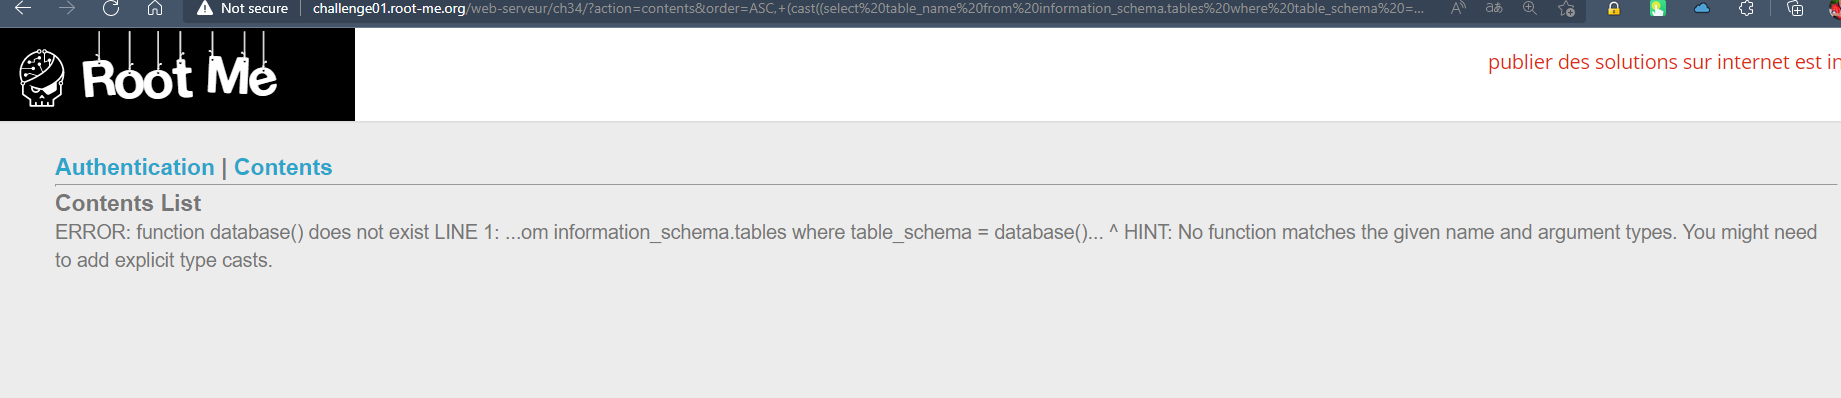 Not secure | challenge01.root-me.org/web-serveur/ch34/?action=contents&order=ASC,+(cast((select%20table_name%20from%20information_schema.tables%20where%20table_schema%20=...
Root Me
publier des solutions sur internet est in
Authentication | Contents
Contents List
ERROR: function database() does not exist LINE 1: ...om information_schema.tables where table_schema = database()... ^ HINT: No function matches the given name and argument types. You might need
to add explicit type casts.